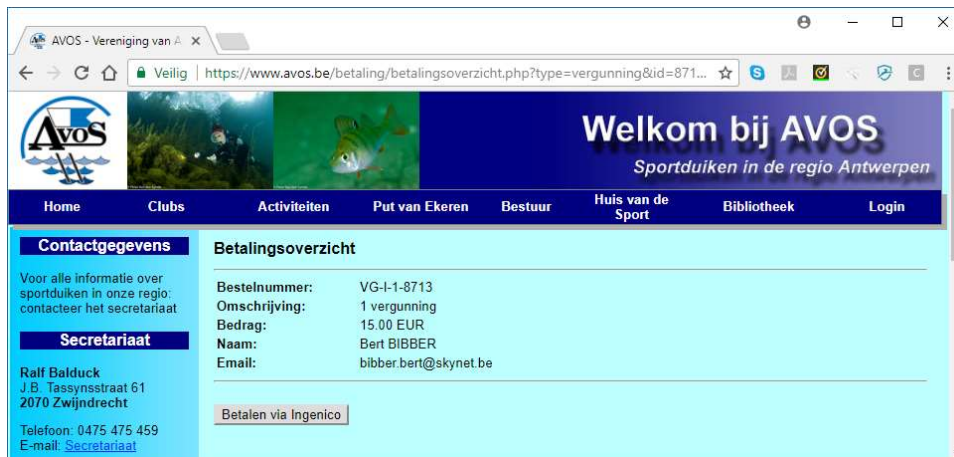 AVOS - Vereniging van A
Veilig
https://www.avos.be/betaling/betalingsoverzicht.php?type=vergunning&id=871...
AVOS
Welkom bij AVOS
Sportduiken in de regio Antwerpen
Home Clubs Activiteiten Put van Ekeren Bestuur Huis van de Sport Bibliotheek Login
Contactgegevens
Voor alle informatie over
sportduiken in onze regio:
contacteer het secretariaat
Secretariaat
Ralf Balduck
J.B. Tassynsstraat 61
2070 Zwijndrecht
Telefoon: 0475 475 459
E-mail: Secretariaat
Betalingsoverzicht
Bestelnummer: VG-I-1-8713
Omschrijving: 1 vergunning
Bedrag: 15.00 EUR
Naam: Bert BIBBER
Email: bibber.bert@skynet.be
Betalen via Ingenico